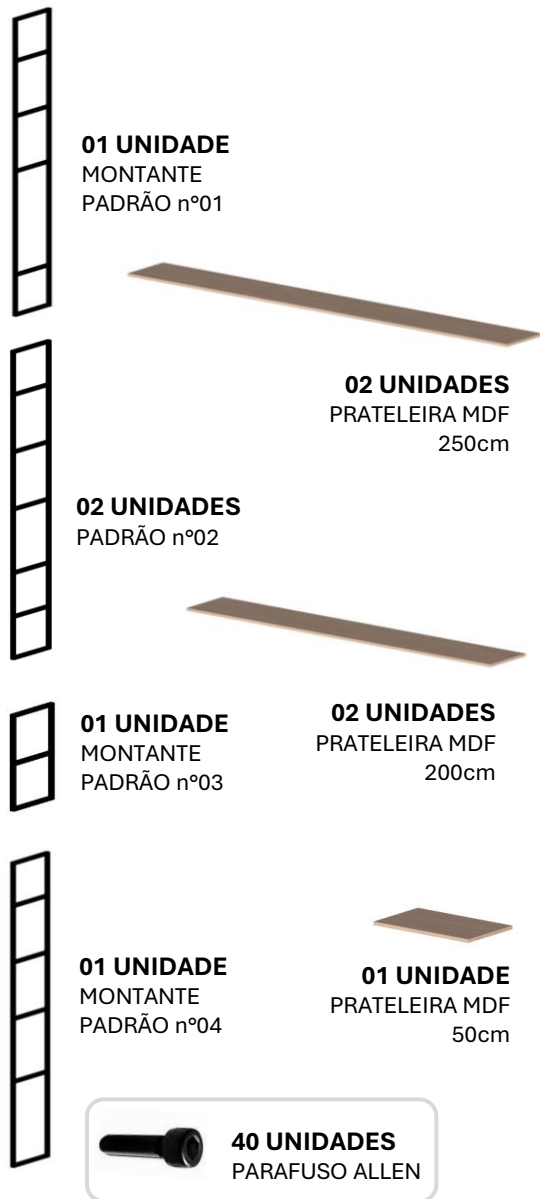 01 UNIDADE
MONTANTE
PADRÃO nº01
02 UNIDADES
PRATELEIRA MDF
250cm
02 UNIDADES
PADRÃO nº02
01 UNIDADE
MONTANTE
PADRÃO nº03
02 UNIDADES
PRATELEIRA MDF
200cm
01 UNIDADE
MONTANTE
PADRÃO nº04
01 UNIDADE
PRATELEIRA MDF
50cm
40 UNIDADES
PARAFUSO ALLEN